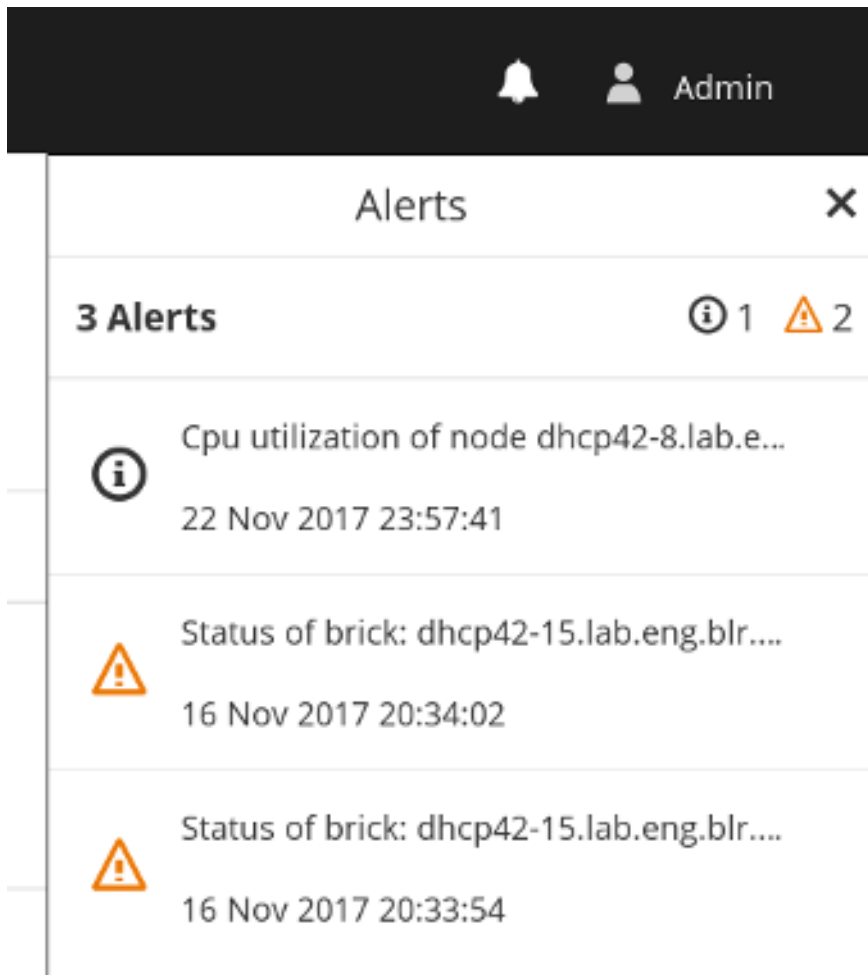 Admin
Alerts
3 Alerts 1 2
Cpu utilization of node dhcp42-8.lab.e...
22 Nov 2017 23:57:41
Status of brick: dhcp42-15.lab.eng.blr....
16 Nov 2017 20:34:02
Status of brick: dhcp42-15.lab.eng.blr....
16 Nov 2017 20:33:54